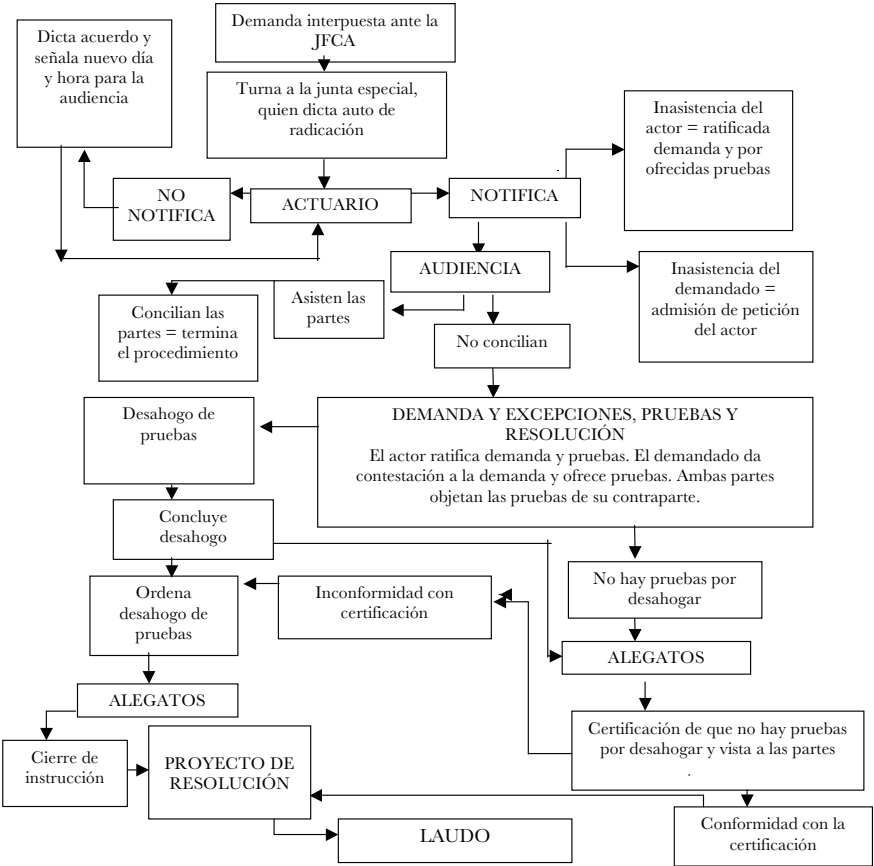 Demanda interpuesta ante la
JFCA
Dicta acuerdo y
señala nuevo día
y hora para la
audiencia
Turna a la junta especial,
quien dicta auto de
radicación
Inasistencia del
actor = ratificada
demanda y por
ofrecidas pruebas
NO
NOTIFICA
ACTUARIO
NOTIFICA
AUDIENCIA
Inasistencia del
demandado =
admisión de petición
del actor
Asisten las
partes
Concilian las
partes = termina
el procedimiento
No concilian
Desahogo de
pruebas
DEMANDA Y EXCEPCIONES, PRUEBAS Y
RESOLUCIÓN
El actor ratifica demanda y pruebas. El demandado da
contestación a la demanda y ofrece pruebas. Ambas partes
objetan las pruebas de su contraparte.
Concluye
desahogo
Ordena
desahogo de
pruebas
Inconformidad con
certificación
No hay pruebas por
desahogar
ALEGATOS
ALEGATOS
Certificación de que no hay pruebas
por desahogar y vista a las partes
.
Cierre de
instrucción
PROYECTO DE
RESOLUCIÓN
LAUDO
Conformidad con la
certificación